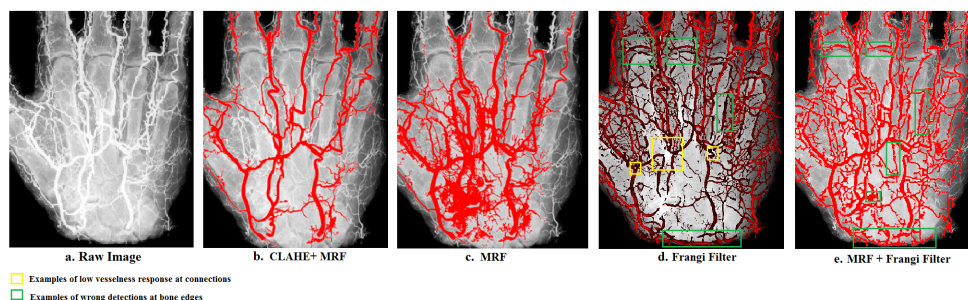 a. Raw Image
b. CLAHE+ MRF
c. MRF
d. Frangi Filter
e. MRF + Frangi Filter
Examples of low vesselness response at connections
Examples of wrong detections at bone edges